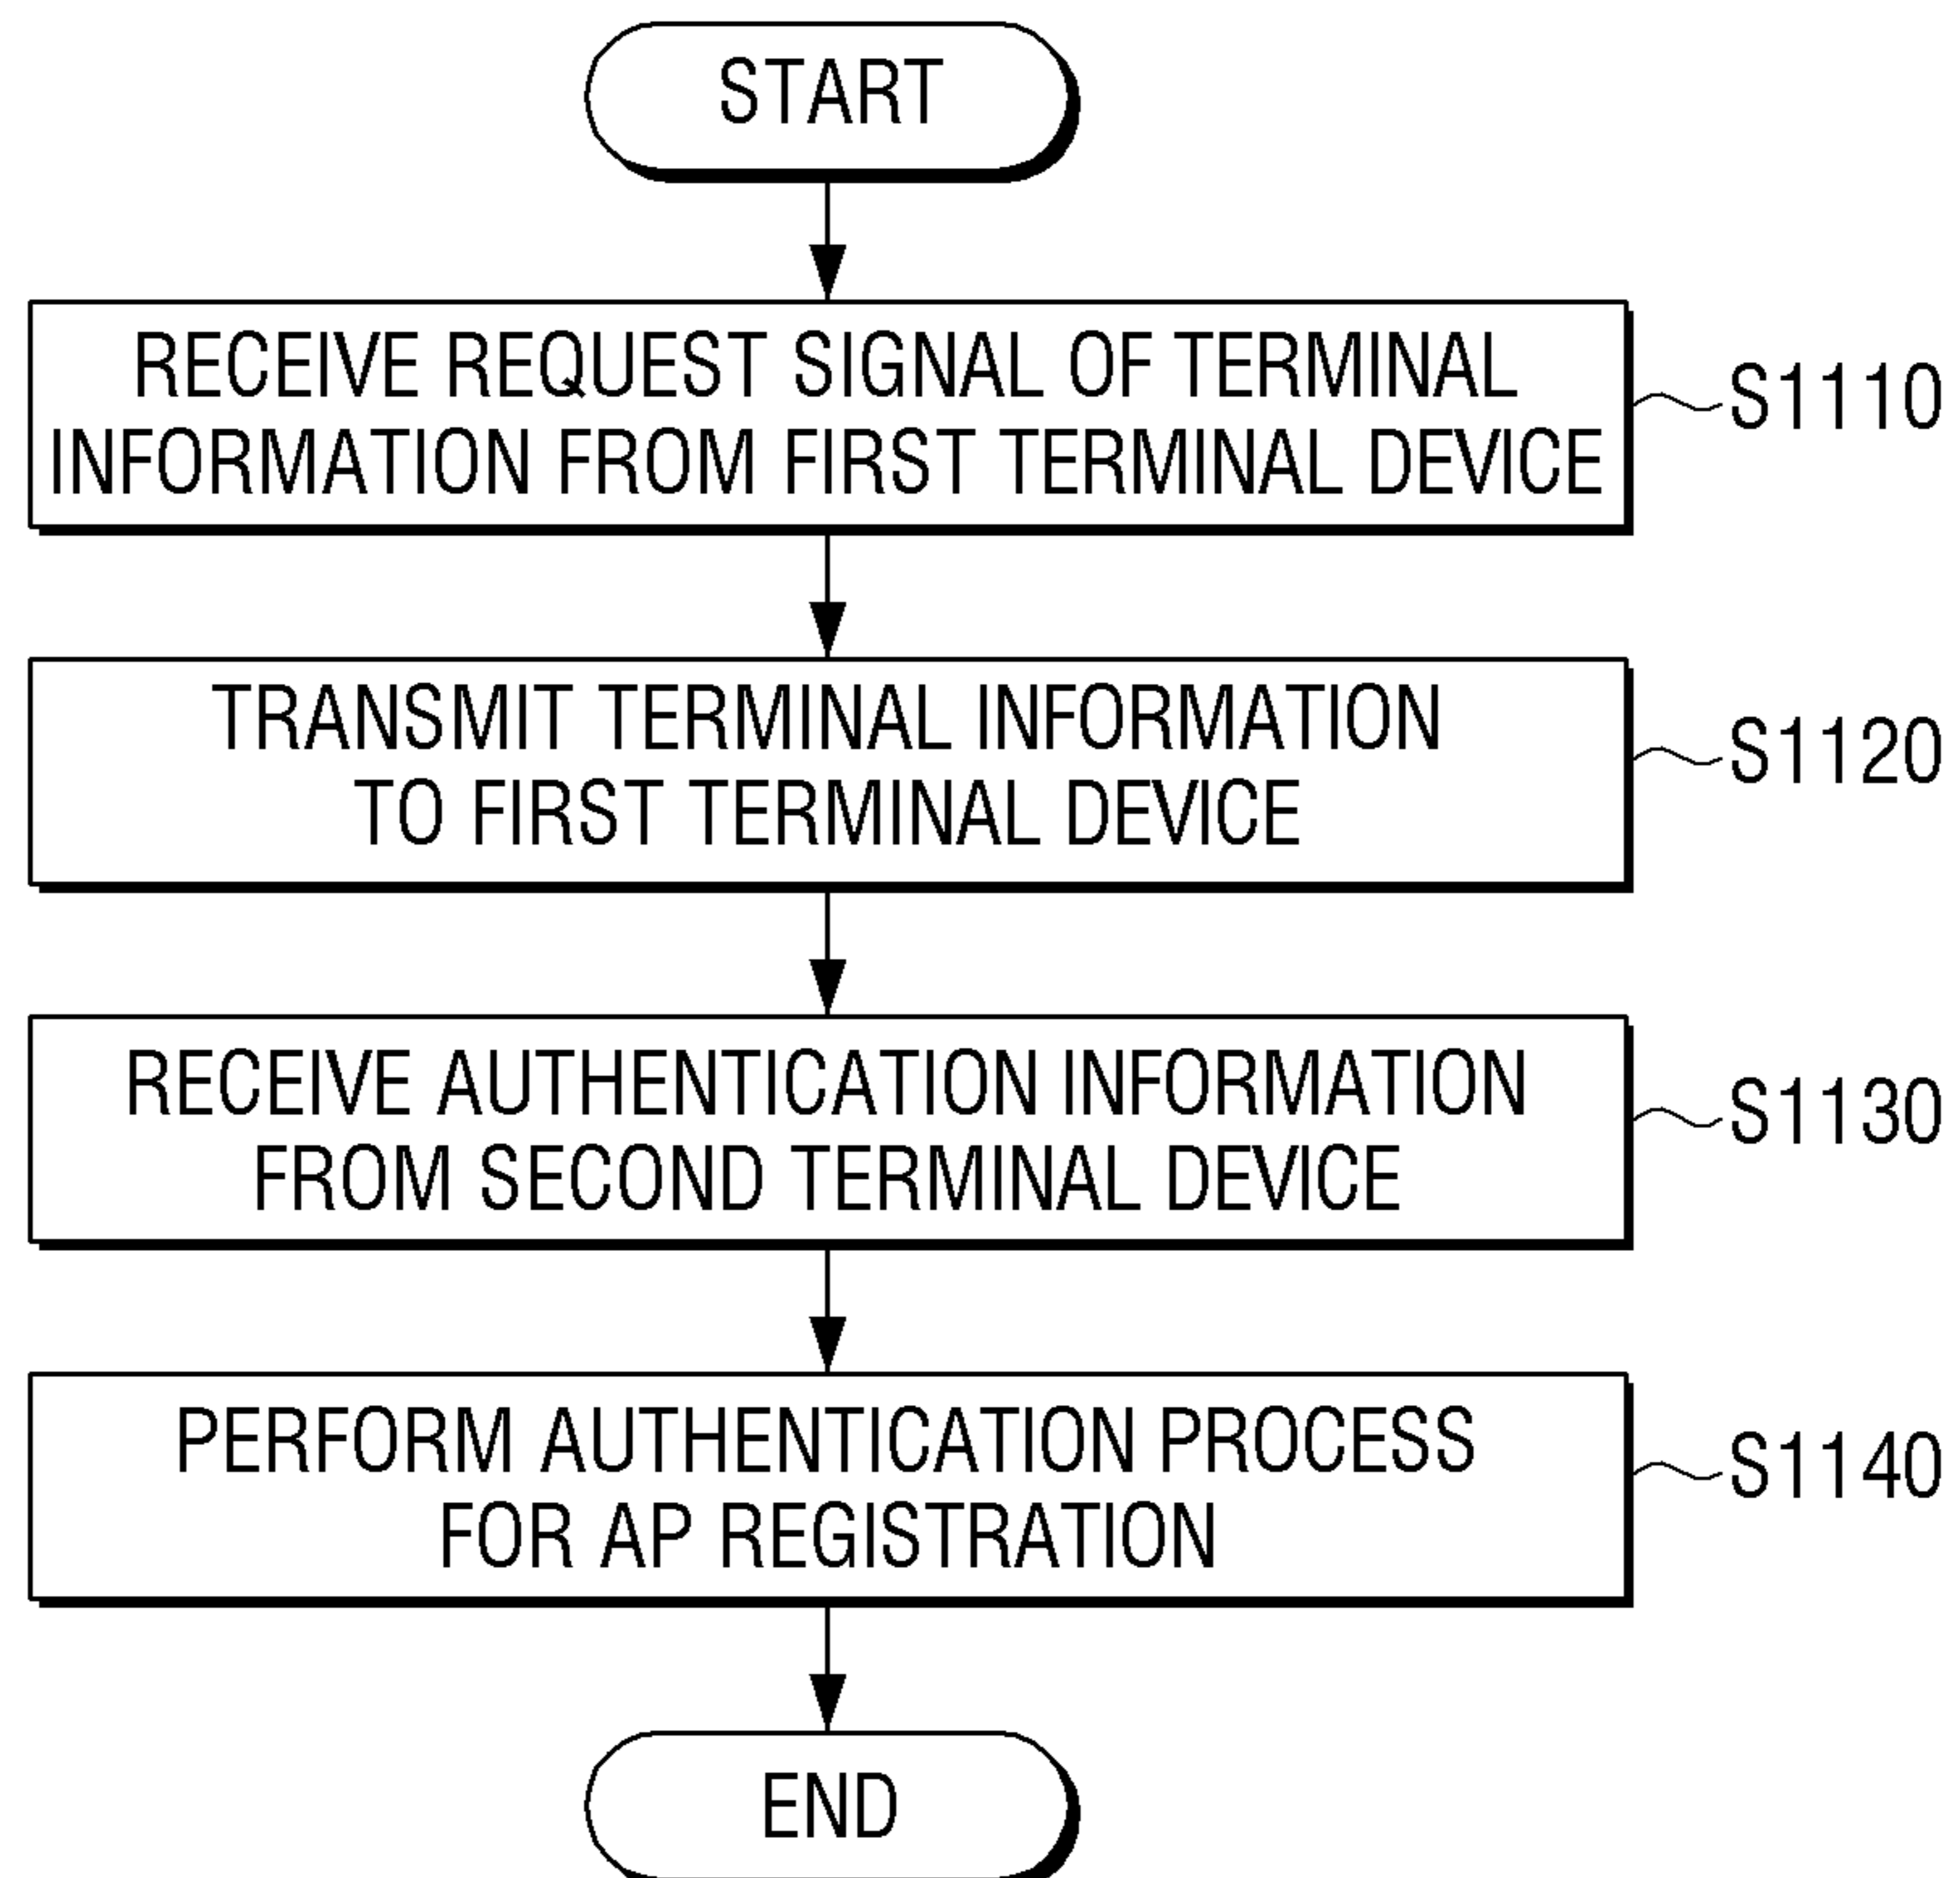 START
RECEIVE REQUEST SIGNAL OF TERMINAL
INFORMATION FROM FIRST TERMINAL DEVICE
S1110
TRANSMIT TERMINAL INFORMATION
TO FIRST TERMINAL DEVICE
S1120
RECEIVE AUTHENTICATION INFORMATION
FROM SECOND TERMINAL DEVICE
S1130
PERFORM AUTHENTICATION PROCESS
FOR AP REGISTRATION
S1140
END